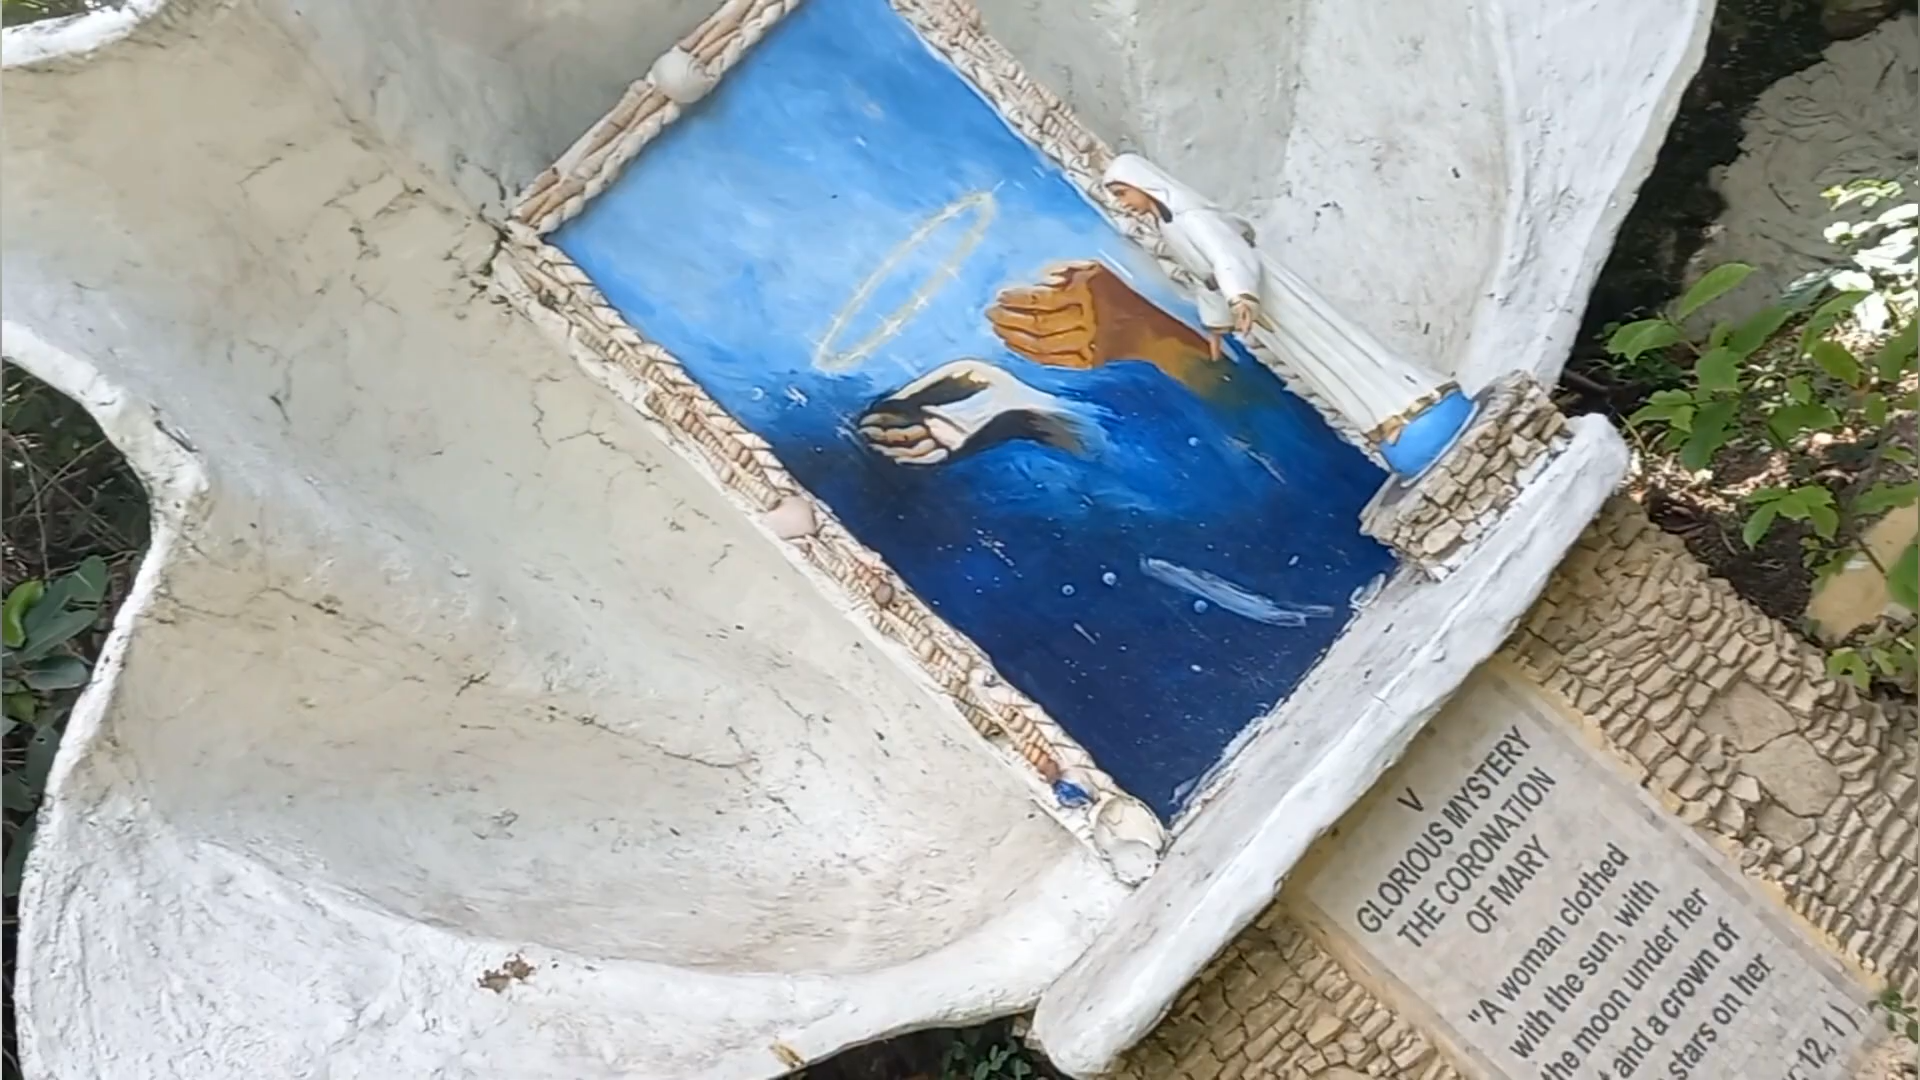 V
GLORIOUS MYSTERY
THE CORONATION
OF MARY
"A woman clothed
with the sun, with
the moon under her
and a crown of
stars on her
12, 1 )